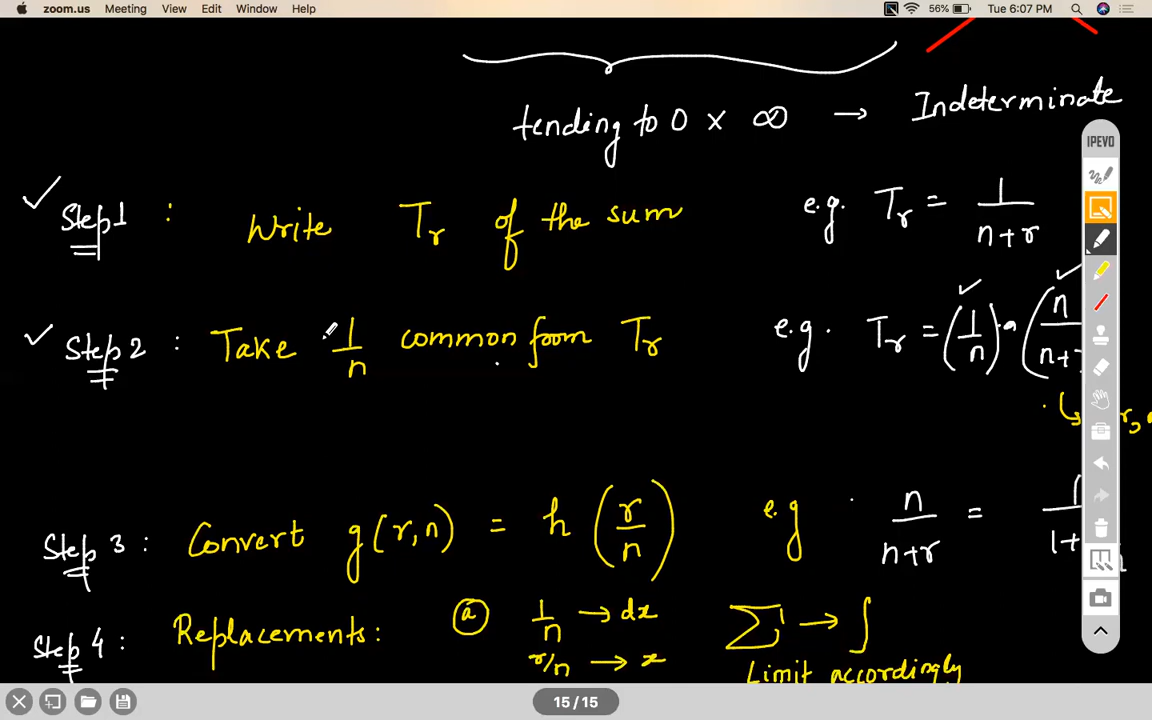 zoom.us Meeting View Edit Window Help 56% Tue 6:07 PM
tending to 0 × ∞ → Indeterminate
IPEVO
Step 1 : Write Tr of the sum e.g. Tr = 1/(n+r)
Step 2 : Take 1/n common from Tr e.g. Tr = (1/n) · (n/(n+
Step 3 : Convert g(r,n) = h(r/n) e.g n/(n+r) = 1/(1+
Step 4 : Replacements: (a) 1/n → dx ∑ → ∫
r/n → x Limit accordingly
15 / 15